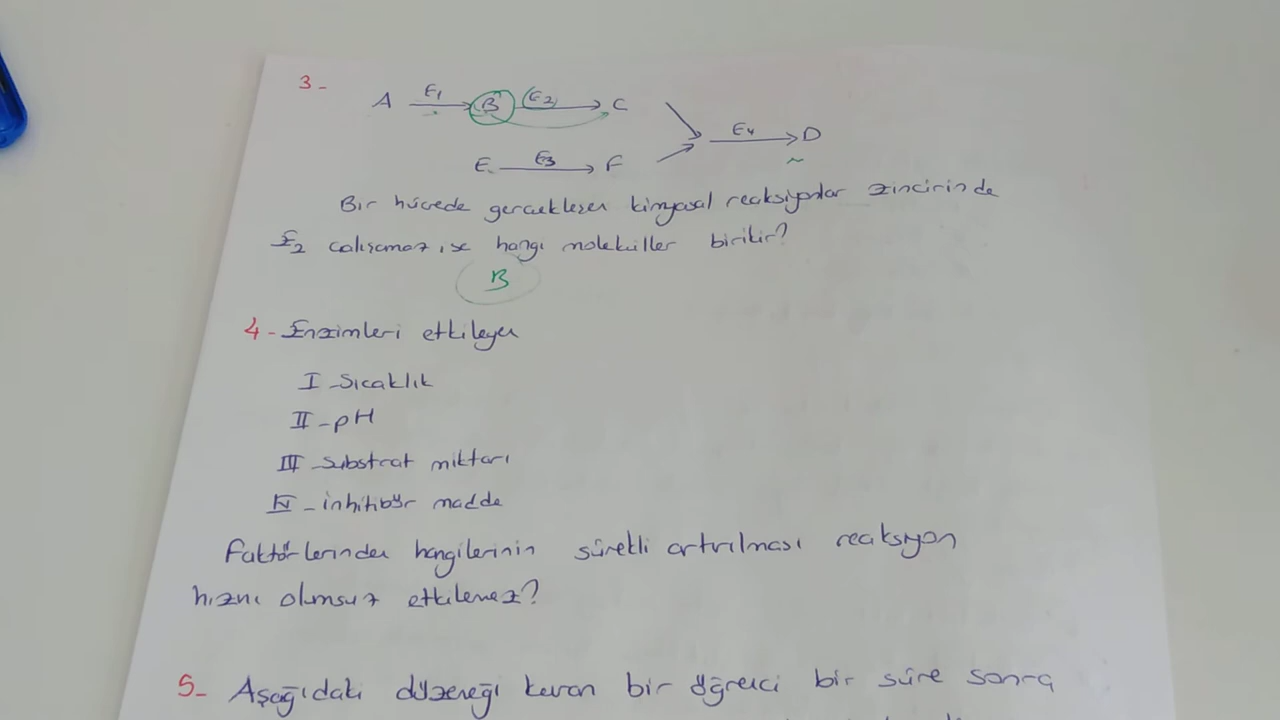 3-
A E1 B E2 C
E4 D
E E3 F
Bir hücrede gerçekleşen kimyasal reaksiyonlar zincirinde
E2 çalışamaz ise hangi moleküller birikir?
B
4- Enzimleri etkileyen
I - Sıcaklık
II - pH
III - Substrat miktarı
IV - inhitibör madde
Faktörlerinden hangilerinin sürekli artırılması reaksiyon
hızını olumsuz etkilemez?
5- Aşağıdaki düzeneği kuran bir öğrenci bir süre sonra